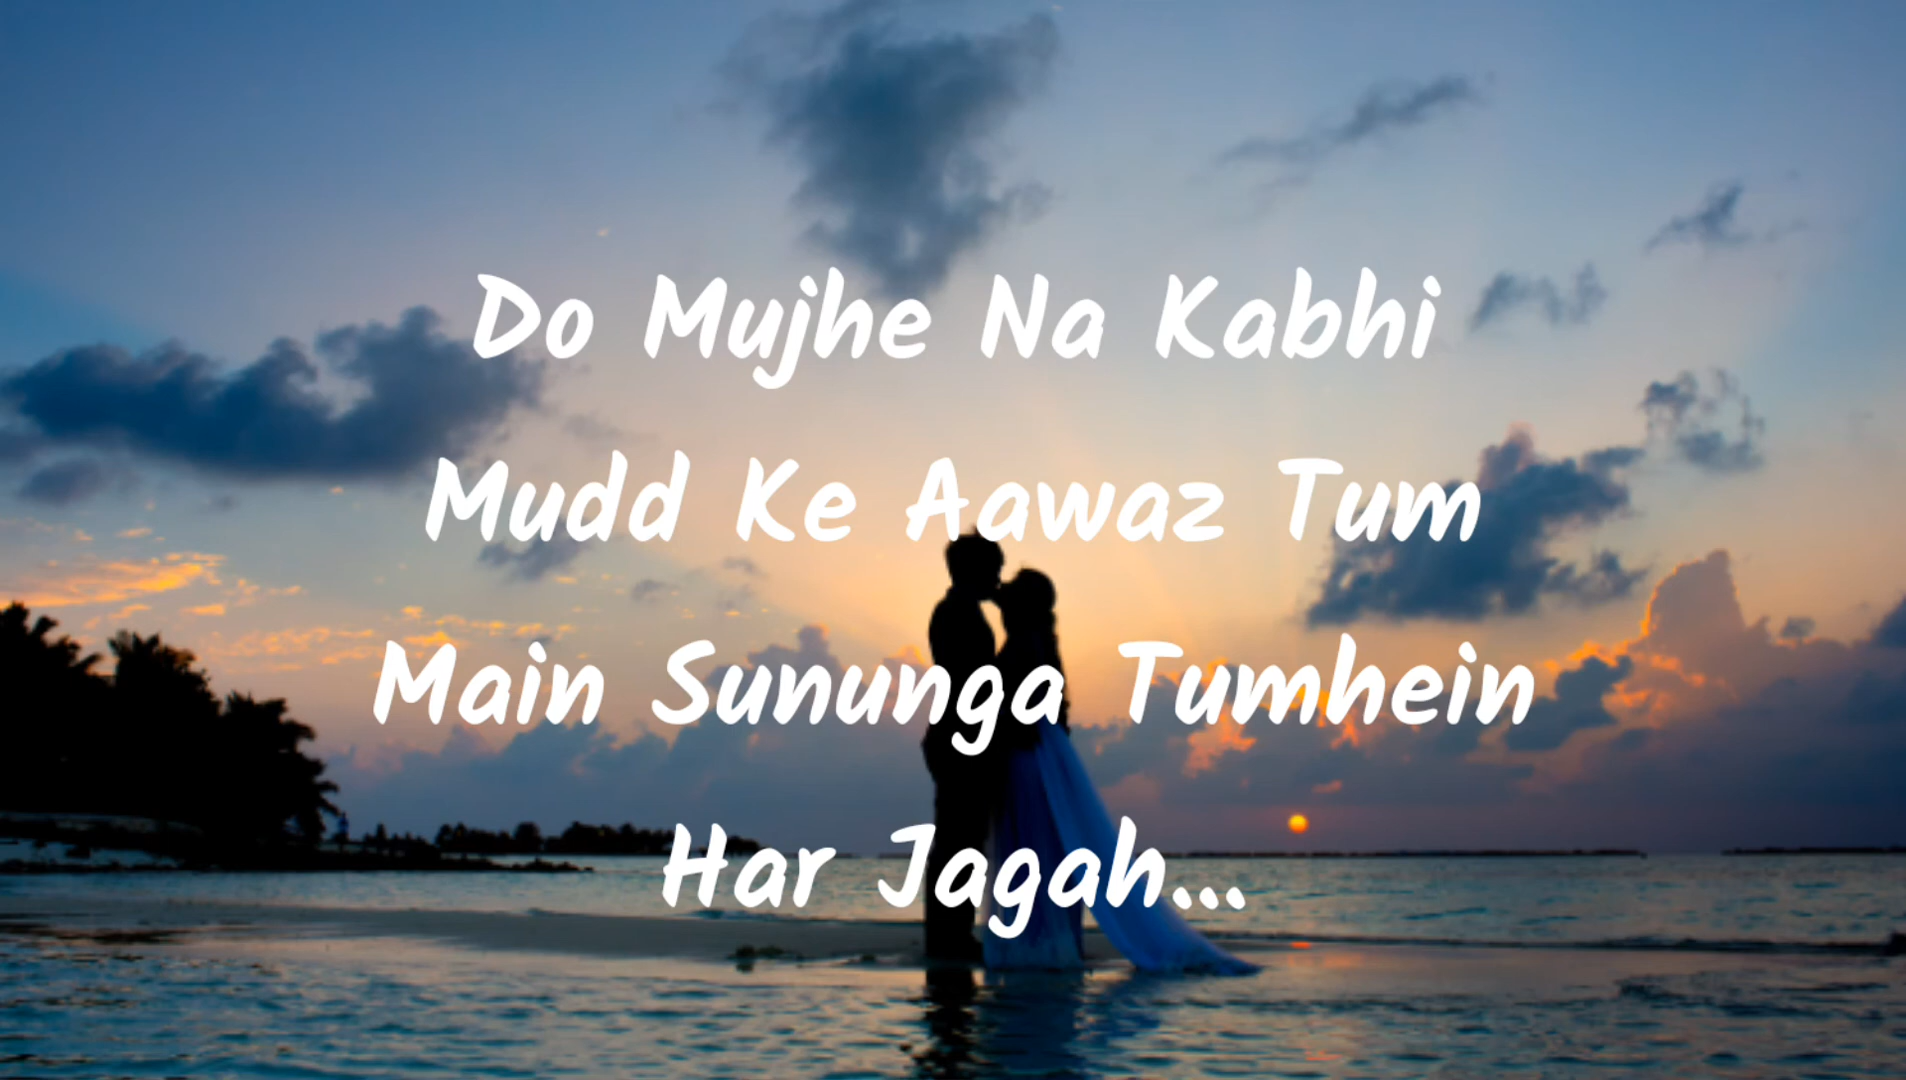 Do Mujhe Na Kabhi
Mudd Ke Aawaz Tum
Main Sununga Tumhein
Har Jagah...